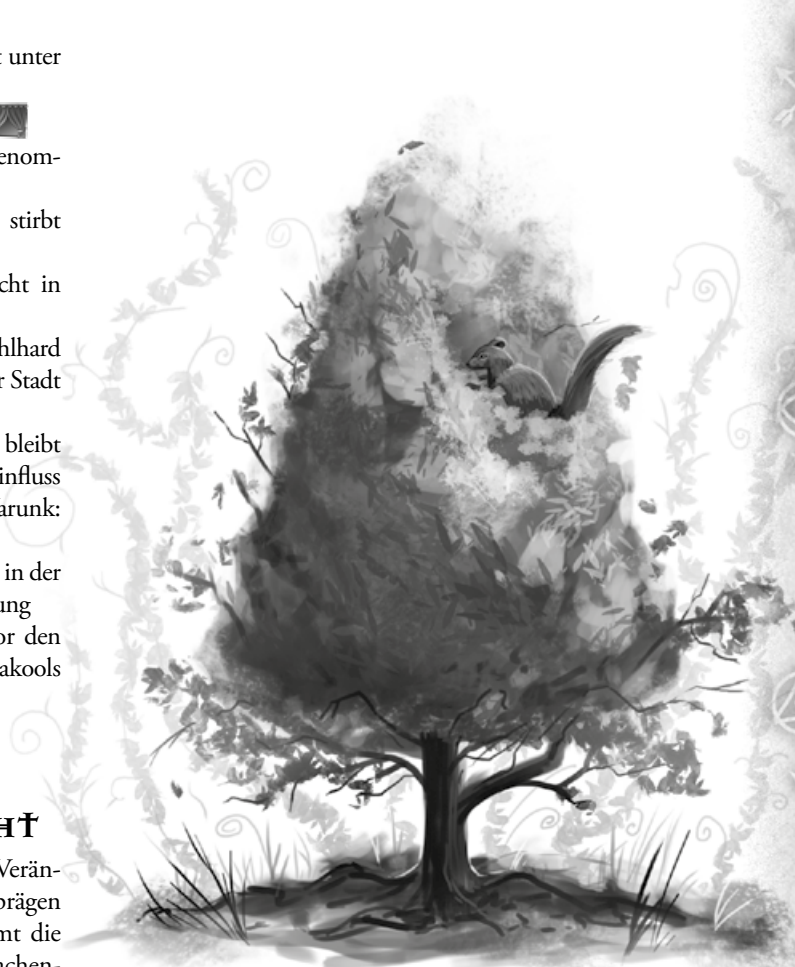 unter
enom-
stirbt
cht in
hlhard
r Stadt
bleibt
influss
arunk:
in der
ung
or den
akools
HT
Verän-
prägen
mt die